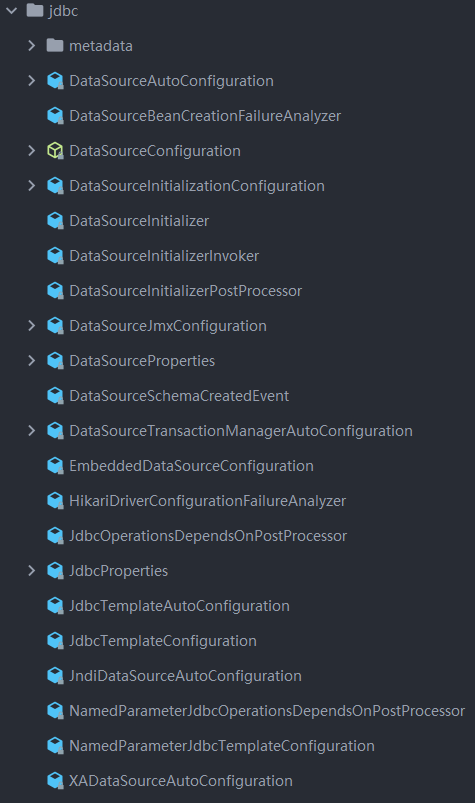 jdbc
metadata
DataSourceAutoConfiguration
DataSourceBeanCreationFailureAnalyzer
DataSourceConfiguration
DataSourceInitializationConfiguration
DataSourceInitializer
DataSourceInitializerInvoker
DataSourceInitializerPostProcessor
DataSourceJmxConfiguration
DataSourceProperties
DataSourceSchemaCreatedEvent
DataSourceTransactionManagerAutoConfiguration
EmbeddedDataSourceConfiguration
HikariDriverConfigurationFailureAnalyzer
JdbcOperationsDependsOnPostProcessor
JdbcProperties
JdbcTemplateAutoConfiguration
JdbcTemplateConfiguration
JndiDataSourceAutoConfiguration
NamedParameterJdbcOperationsDependsOnPostProcessor
NamedParameterJdbcTemplateConfiguration
XADataSourceAutoConfiguration